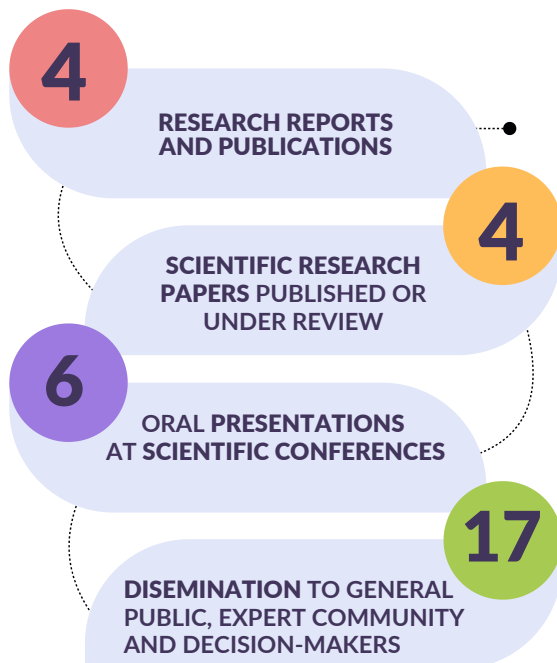 4
RESEARCH REPORTS
AND PUBLICATIONS
4
SCIENTIFIC RESEARCH
PAPERS PUBLISHED OR
UNDER REVIEW
6
ORAL PRESENTATIONS
AT SCIENTIFIC CONFERENCES
17
DISEMINATION TO GENERAL
PUBLIC, EXPERT COMMUNITY
AND DECISION-MAKERS